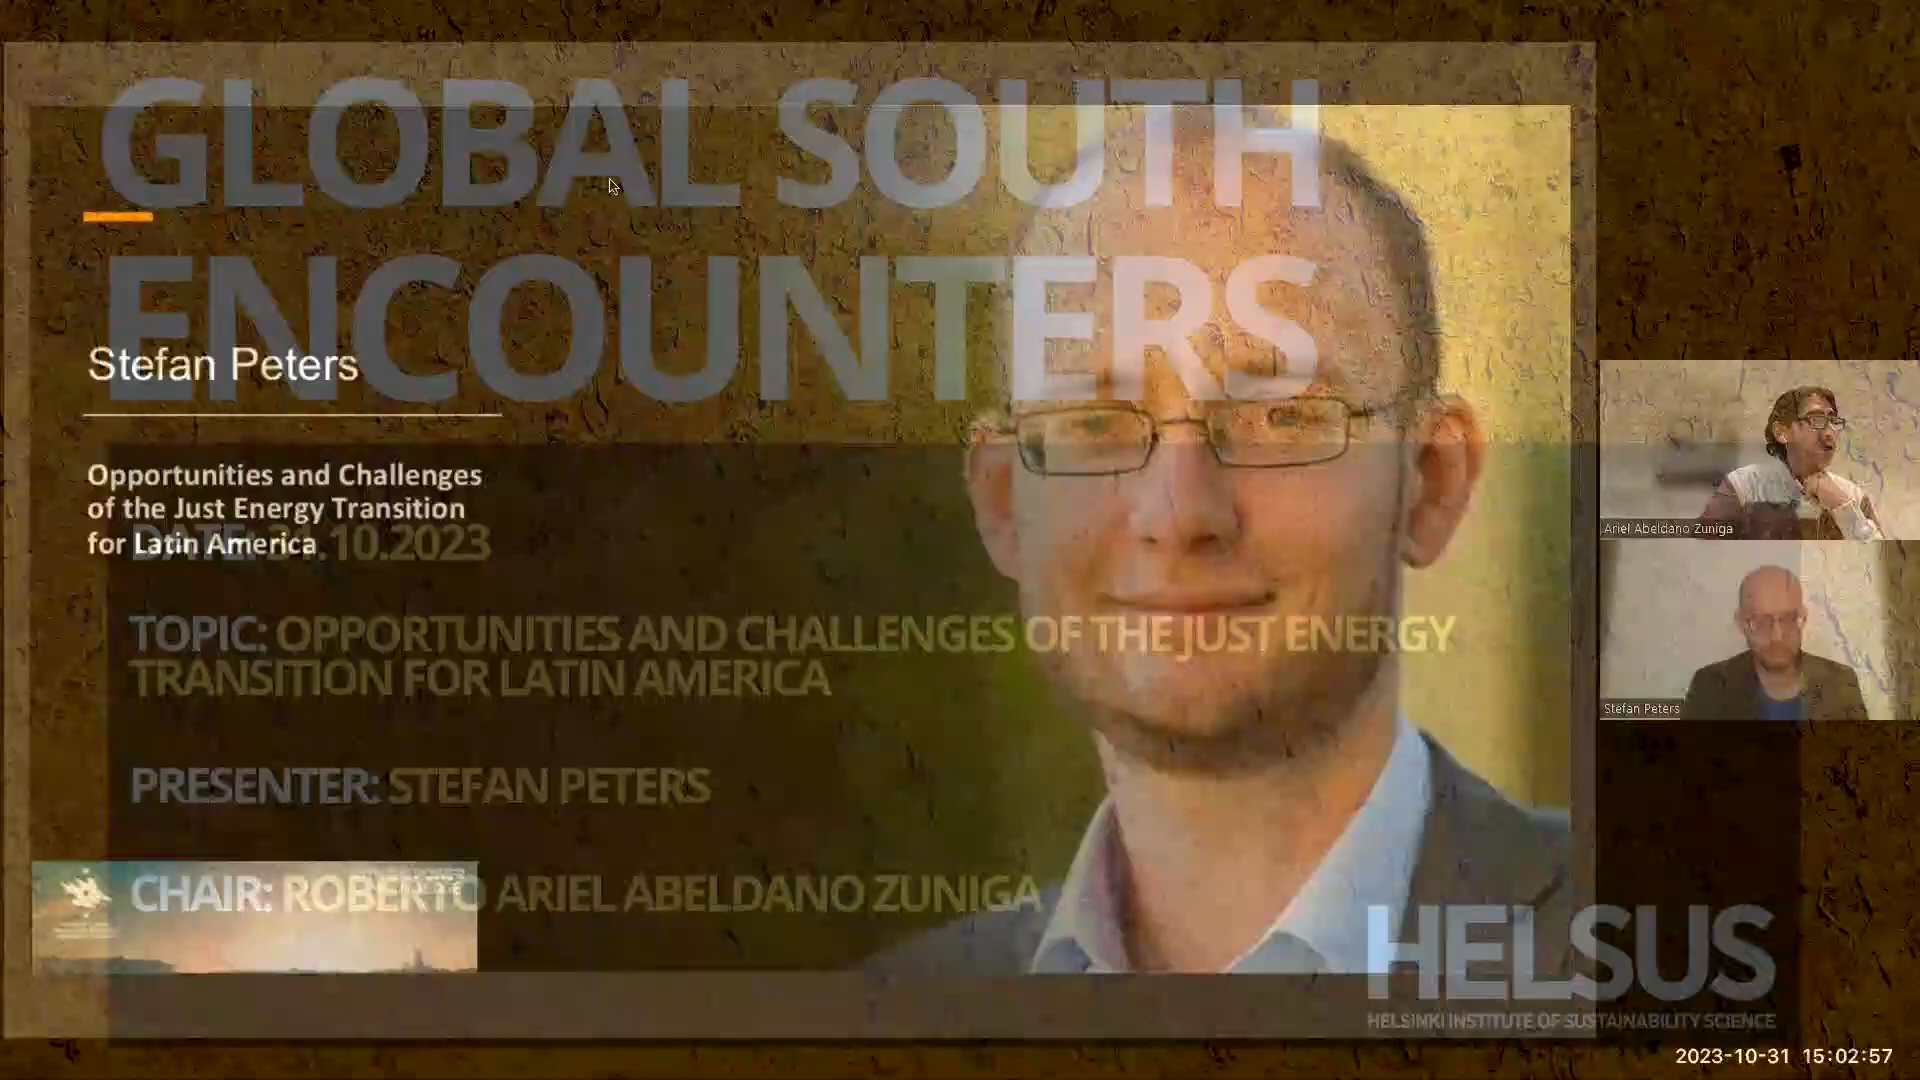 GLOBAL SOUTH
ENCOUNTERS
Stefan Peters
Opportunities and Challenges
of the Just Energy Transition
for Latin America
DATE: 31.10.2023
TOPIC: OPPORTUNITIES AND CHALLENGES OF THE JUST ENERGY
TRANSITION FOR LATIN AMERICA
PRESENTER: STEFAN PETERS
CHAIR: ROBERTO ARIEL ABELDANO ZUNIGA
HELSUS
HELSINKI INSTITUTE OF SUSTAINABILITY SCIENCE
Ariel Abeldano Zuniga
Stefan Peters
2023-10-31 15:02:57